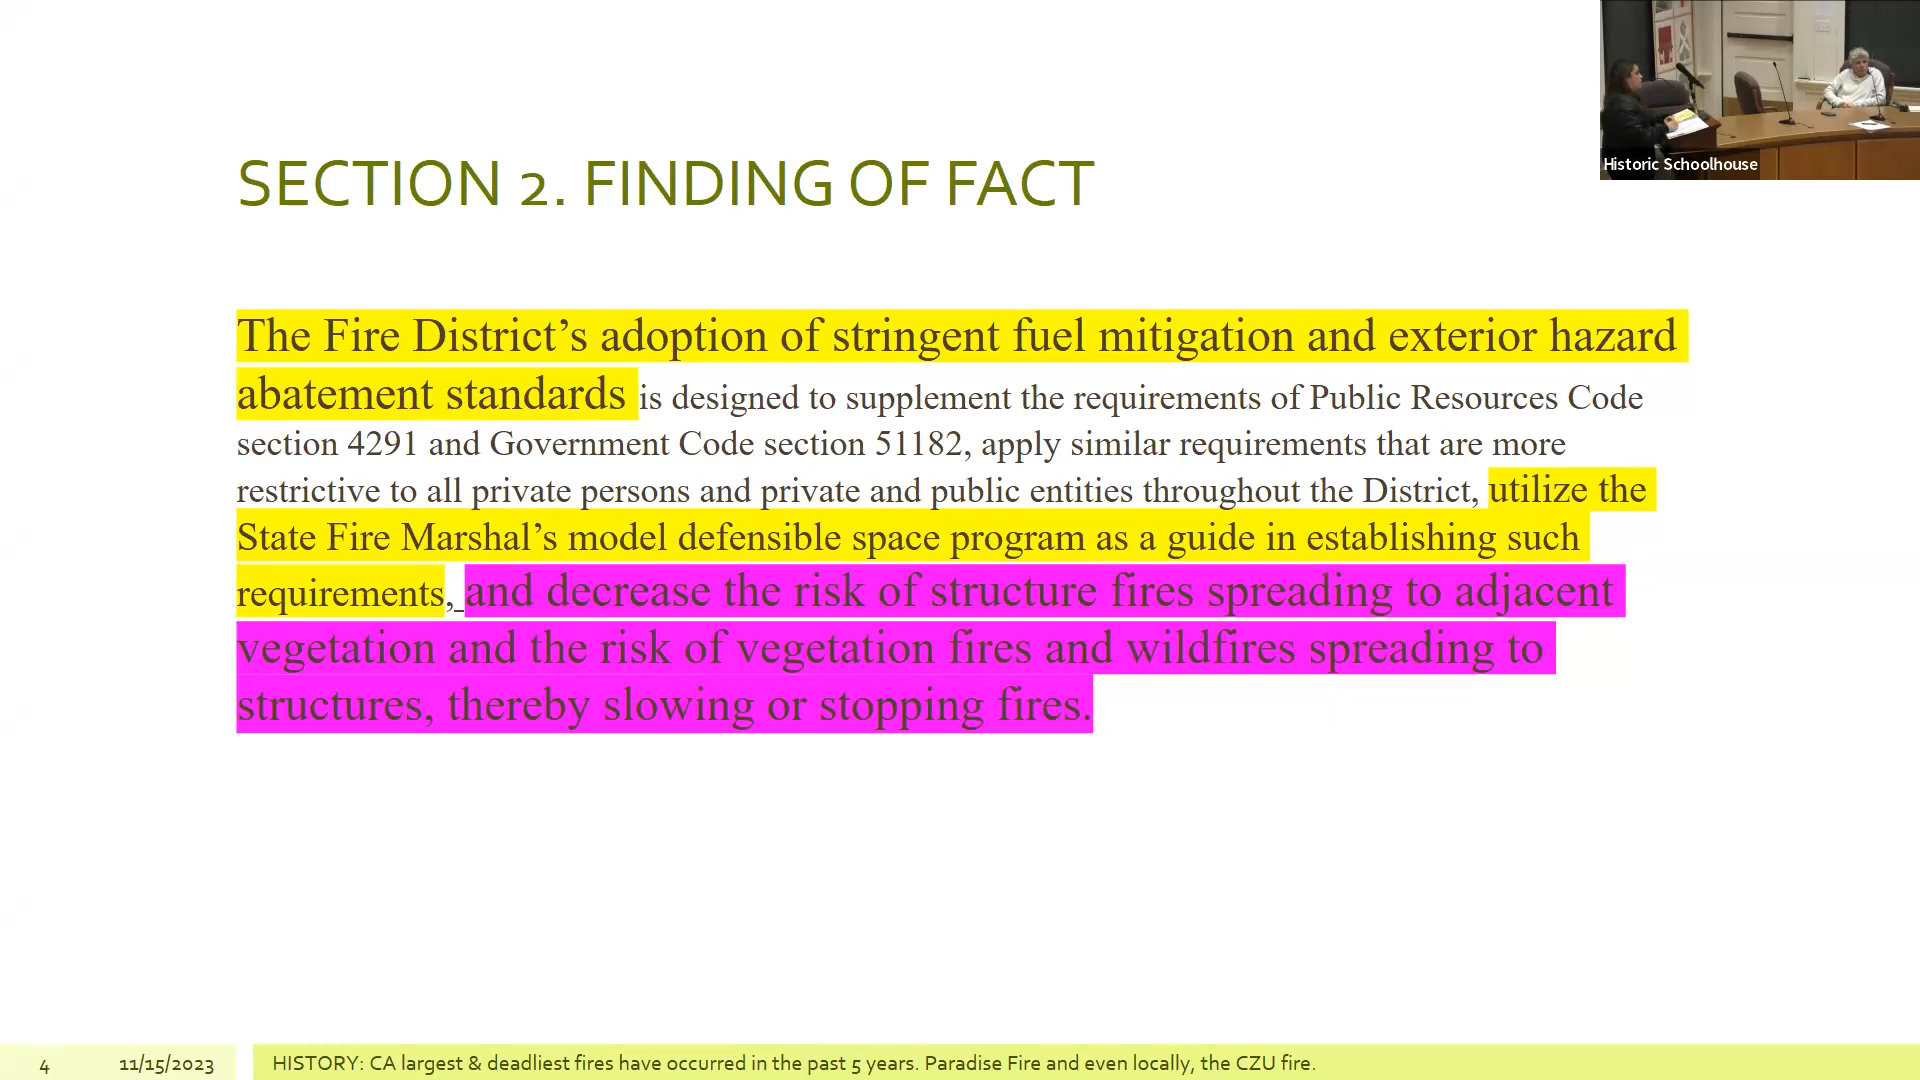 Historic Schoolhouse
SECTION 2. FINDING OF FACT
The Fire District’s adoption of stringent fuel mitigation and exterior hazard
abatement standards is designed to supplement the requirements of Public Resources Code
section 4291 and Government Code section 51182, apply similar requirements that are more
restrictive to all private persons and private and public entities throughout the District, utilize the
State Fire Marshal’s model defensible space program as a guide in establishing such
requirements, and decrease the risk of structure fires spreading to adjacent
vegetation and the risk of vegetation fires and wildfires spreading to
structures, thereby slowing or stopping fires.
4 11/15/2023 HISTORY: CA largest & deadliest fires have occurred in the past 5 years. Paradise Fire and even locally, the CZU fire.